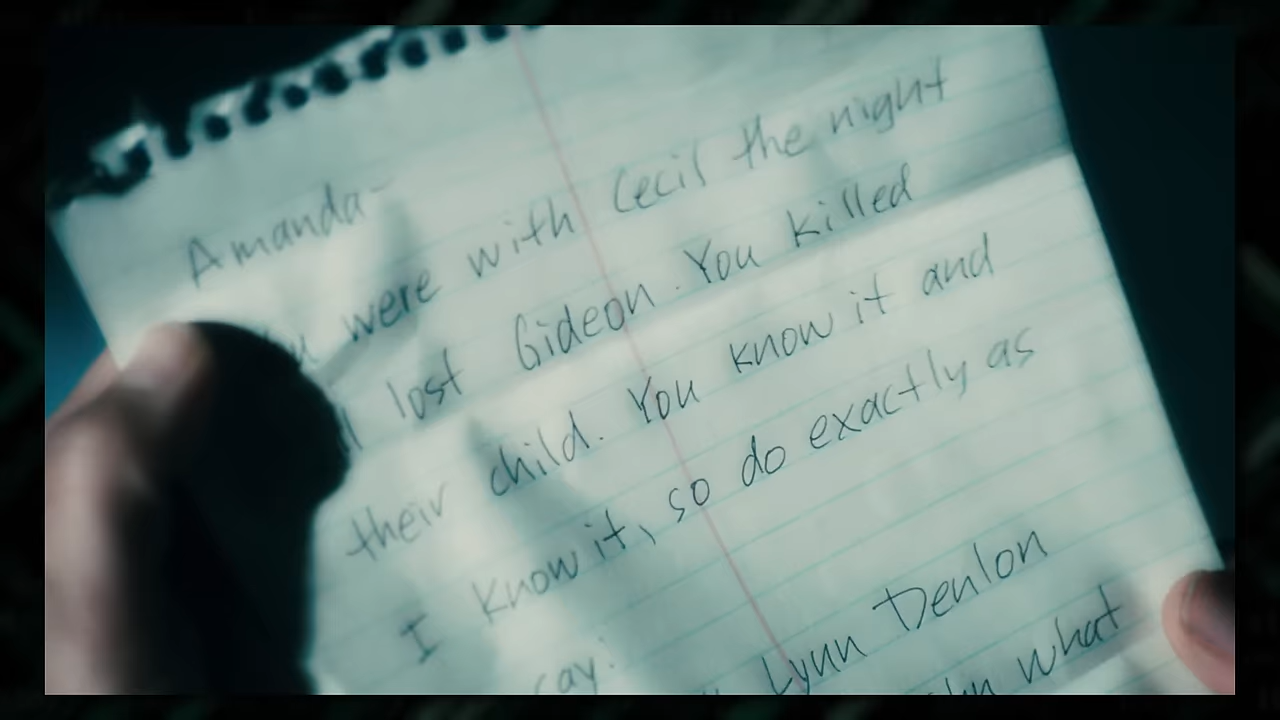 Amanda-
were with Cecil the night
lost Gideon. You killed
their child. You know it and
I know it, so do exactly as
say:
Lynn Denlon
what